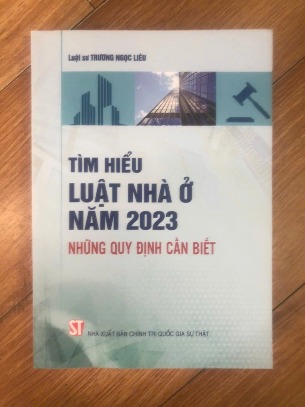 Luật sư TRƯƠNG NGỌC LIÊU
TÌM HIỂU
LUẬT NHÀ Ở
NĂM 2023
NHỮNG QUY ĐỊNH CẦN BIẾT
ST
NHÀ XUẤT BẢN CHÍNH TRỊ QUỐC GIA SỰ THẬT